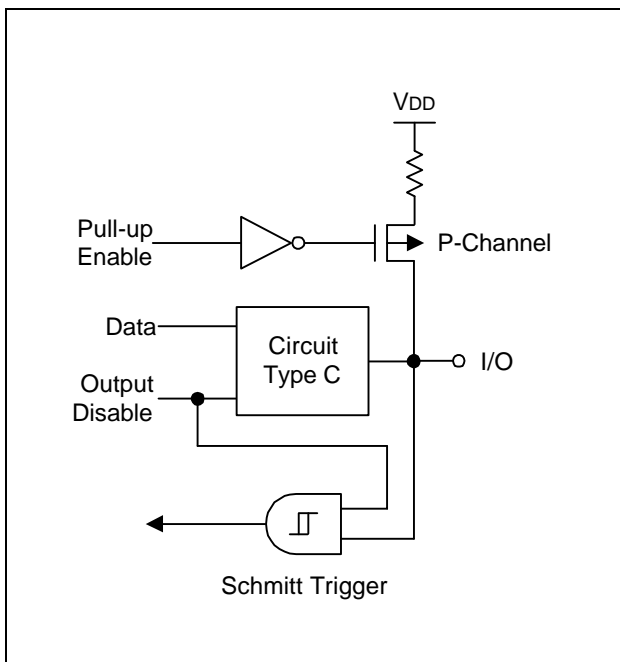 VDD
Pull-up
Enable
P-Channel
Data
Circuit
Type C
I/O
Output
Disable
Schmitt Trigger